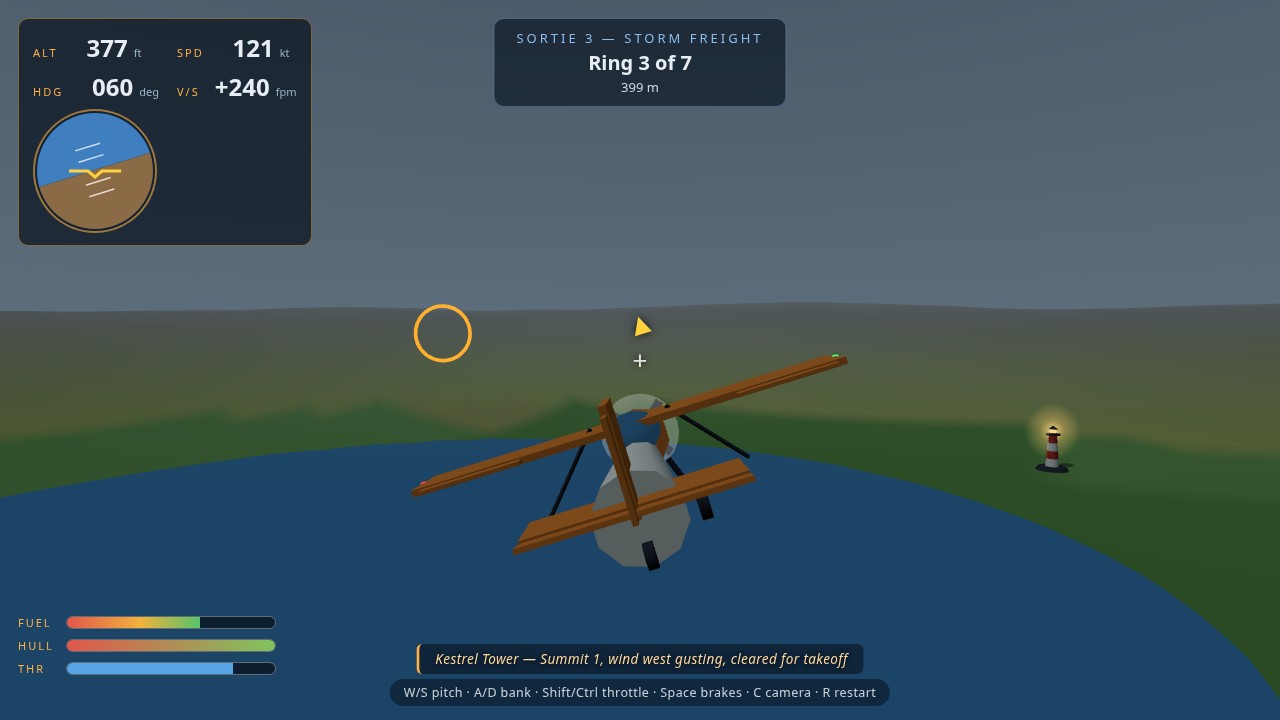 ALT 377 ft SPD 121 kt
HDG 060 deg V/S +240 fpm
SORTIE 3 — STORM FREIGHT
Ring 3 of 7
399 m
FUEL
HULL
THR
Kestrel Tower — Summit 1, wind west gusting, cleared for takeoff
W/S pitch · A/D bank · Shift/Ctrl throttle · Space brakes · C camera · R restart